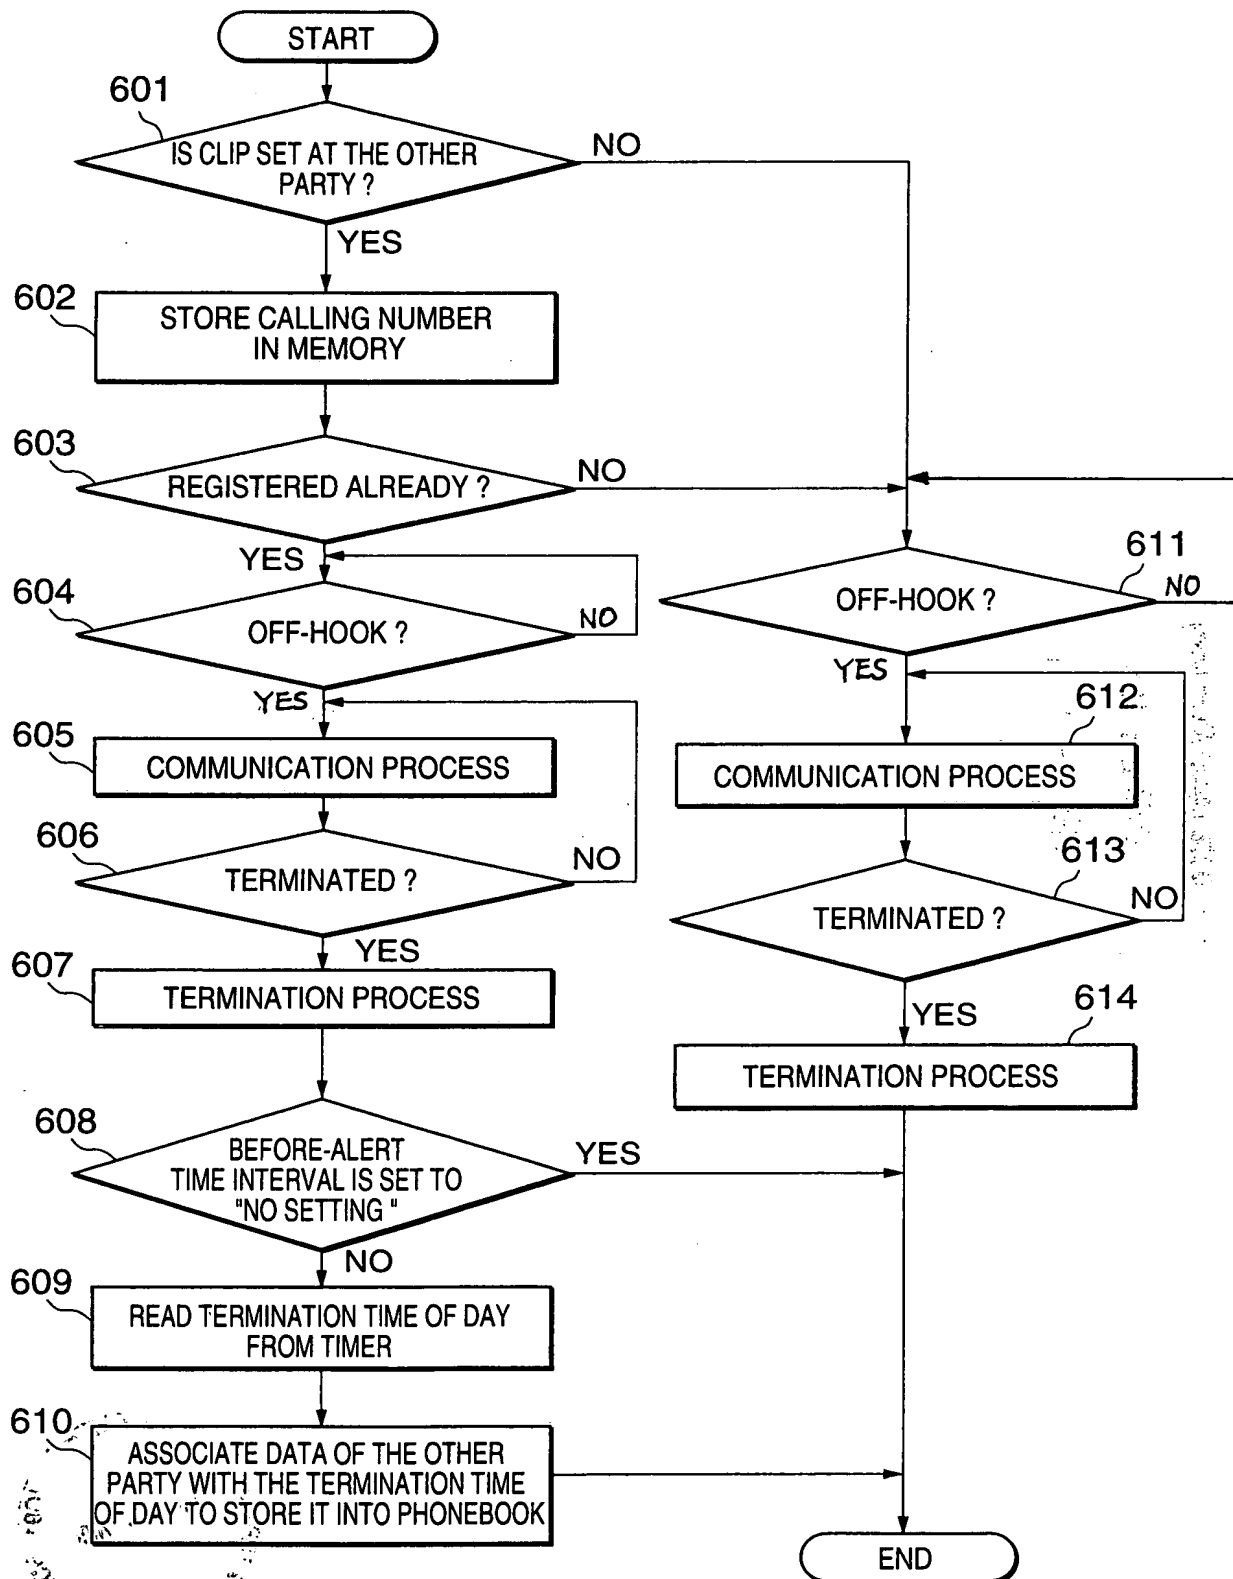 START
601
IS CLIP SET AT THE OTHER
PARTY ?
NO
YES
602
STORE CALLING NUMBER
IN MEMORY
603
REGISTERED ALREADY ?
NO
YES
604
OFF-HOOK ?
NO
YES
605
COMMUNICATION PROCESS
606
TERMINATED ?
NO
YES
607
TERMINATION PROCESS
608
BEFORE-ALERT
TIME INTERVAL IS SET TO
"NO SETTING "
YES
NO
609
READ TERMINATION TIME OF DAY
FROM TIMER
610
ASSOCIATE DATA OF THE OTHER
PARTY WITH THE TERMINATION TIME
OF DAY TO STORE IT INTO PHONEBOOK
611
OFF-HOOK ?
NO
YES
612
COMMUNICATION PROCESS
613
TERMINATED ?
NO
YES
614
TERMINATION PROCESS
END